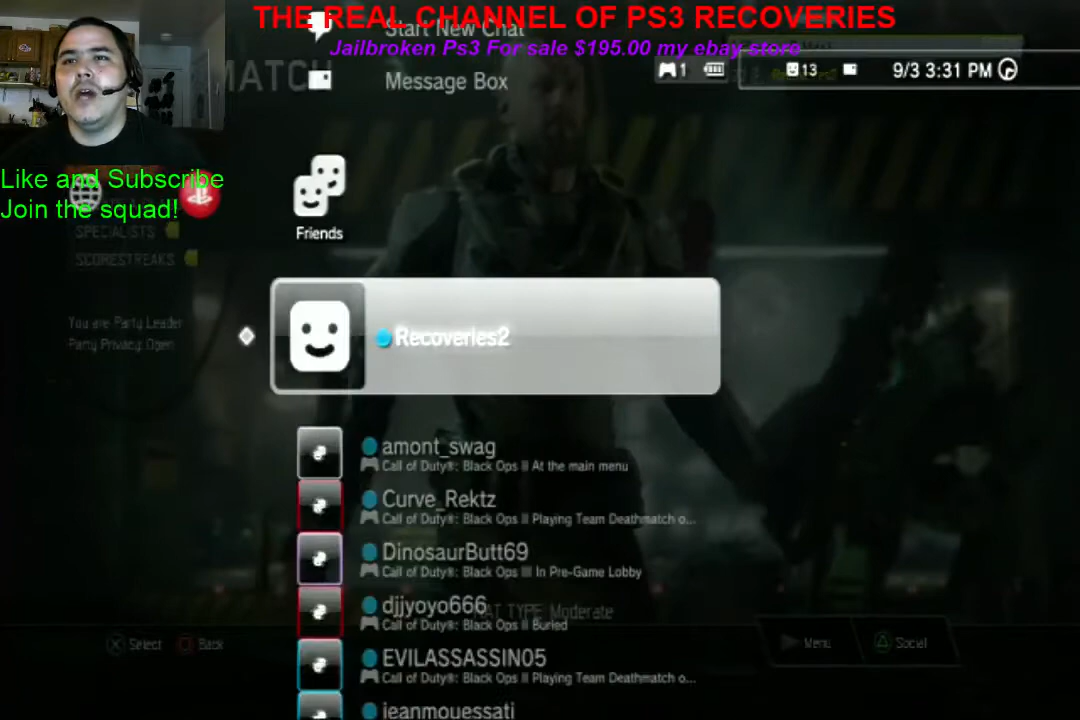 THE REAL CHANNEL OF PS3 RECOVERIES
Start New Chat
Jailbroken Ps3 For sale $195.00 my ebay store
MATCH
Message Box
1
13
9/3 3:31 PM
Like and Subscribe
Join the squad!
SPECIALISTS
SCORESTREAKS
Friends
You are Party Leader
Party Privacy: Open
Recoveries2
amont_swag
Call of Duty®: Black Ops II At the main menu
Curve_Rektz
Call of Duty®: Black Ops II Playing Team Deathmatch o...
DinosaurButt69
Call of Duty®: Black Ops III In Pre-Game Lobby
djjyoyo666
NAT TYPE Moderate
Call of Duty®: Black Ops II Buried
Select
Back
Menu
Social
EVILASSASSIN05
Call of Duty®: Black Ops II Playing Team Deathmatch o...
jeanmouessati